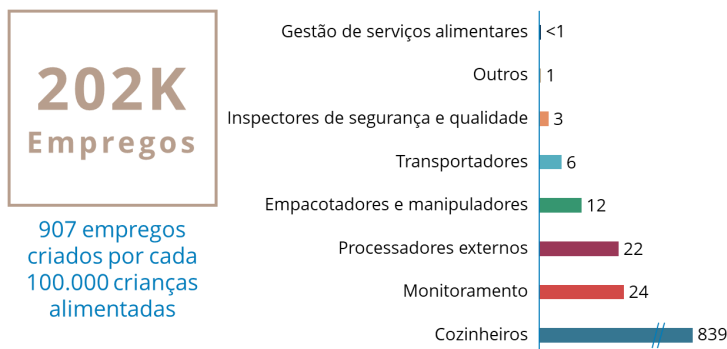 202K
Empregos
907 empregos
criados por cada
100.000 crianças
alimentadas
Gestão de serviços alimentares <1
Outros 1
Inspectores de segurança e qualidade 3
Transportadores 6
Empacotadores e manipuladores 12
Processadores externos 22
Monitoramento 24
Cozinheiros 839